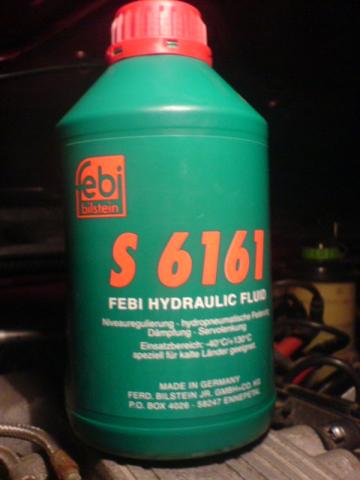 febi
bilstein
S 6161
FEBI HYDRAULIC FLUID
Niveauregulierung - hydropneumatische Federung
Dämpfung - Servolenkung
Einsatzbereich: -40°C/+130°C
speziell für kalte Länder geeignet.
MADE IN GERMANY
FERD. BILSTEIN JR. GMBH+CO. KG
P.O. BOX 4026 - 58247 ENNEPETAL